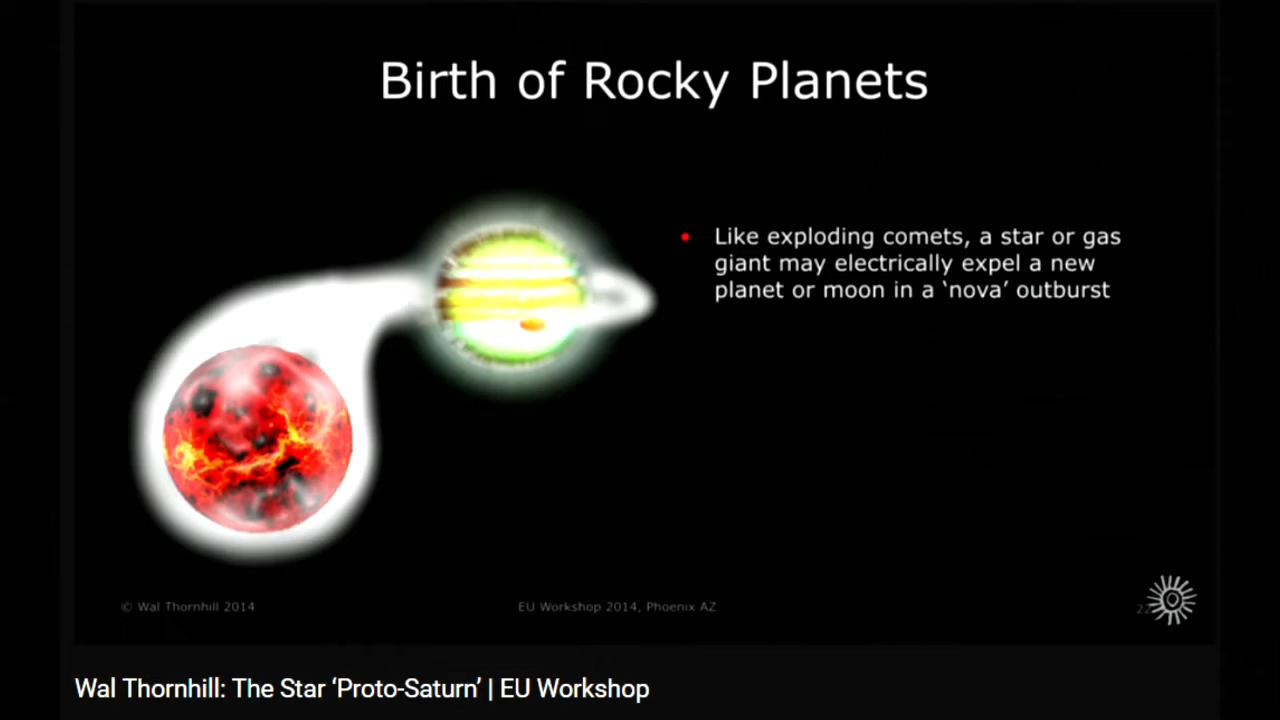 Birth of Rocky Planets
• Like exploding comets, a star or gas
giant may electrically expel a new
planet or moon in a ‘nova’ outburst
© Wal Thornhill 2014
EU Workshop 2014, Phoenix AZ
Wal Thornhill: The Star ‘Proto-Saturn’ | EU Workshop